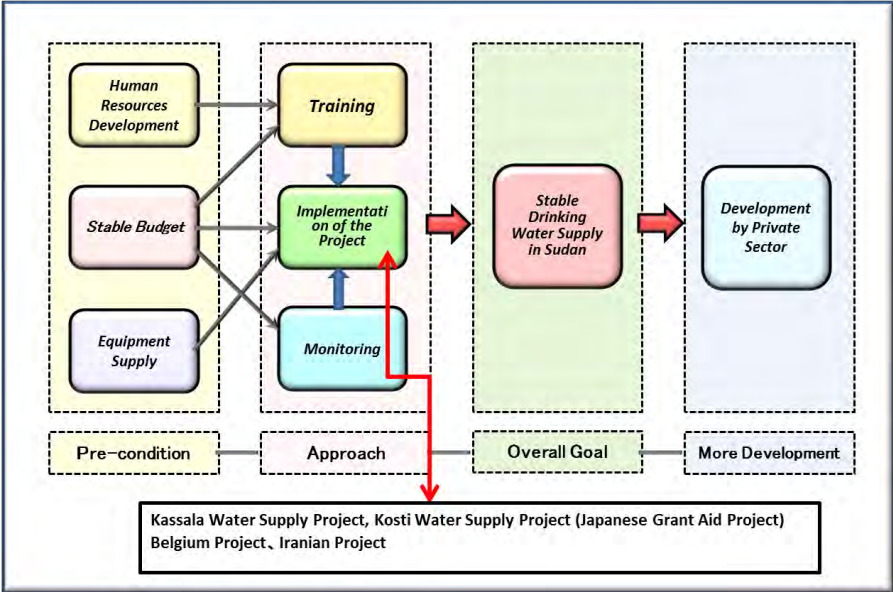 Human
Resources
Development
Training
Stable Budget
Implementati
on of the
Project
Equipment
Supply
Monitoring
Stable
Drinking
Water Supply
in Sudan
Development
by Private
Sector
Pre-condition
Approach
Overall Goal
More Development
Kassala Water Supply Project, Kosti Water Supply Project (Japanese Grant Aid Project)
Belgium Project、Iranian Project